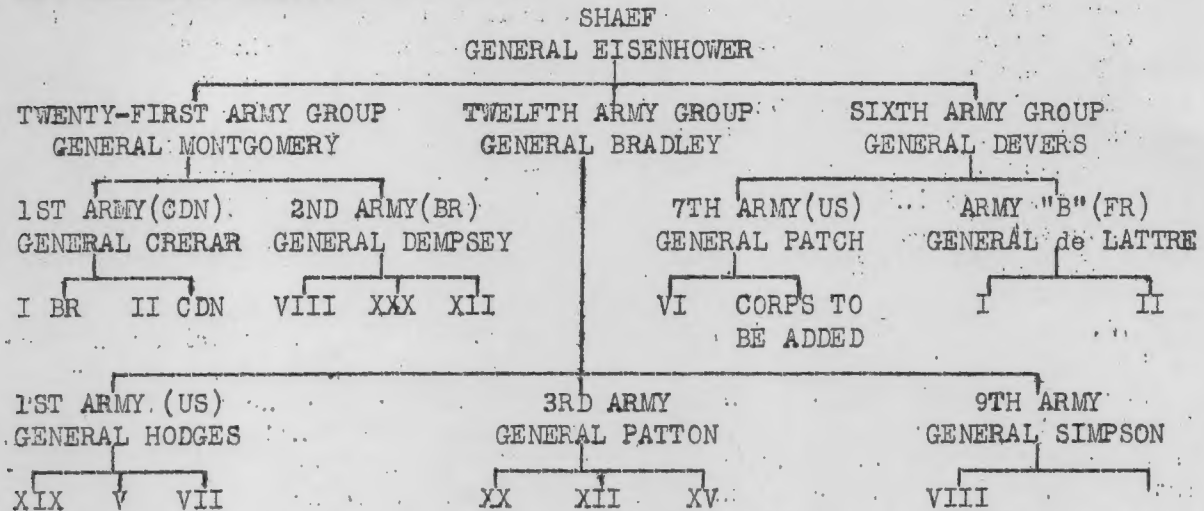 SHAEF
GENERAL EISENHOWER
TWENTY-FIRST ARMY GROUP TWELFTH ARMY GROUP SIXTH ARMY GROUP
GENERAL MONTGOMERY GENERAL BRADLEY GENERAL DEVERS
1ST ARMY(CDN) 2ND ARMY(BR) 7TH ARMY(US) ARMY "B"(FR)
GENERAL CRERAR GENERAL DEMPSEY GENERAL PATCH GENERAL de LATTRE
I BR II CDN VIII XXX XII VI CORPS TO I II
BE ADDED
1ST ARMY (US) 3RD ARMY 9TH ARMY
GENERAL HODGES GENERAL PATTON GENERAL SIMPSON
XIX V VII XX XII XV VIII